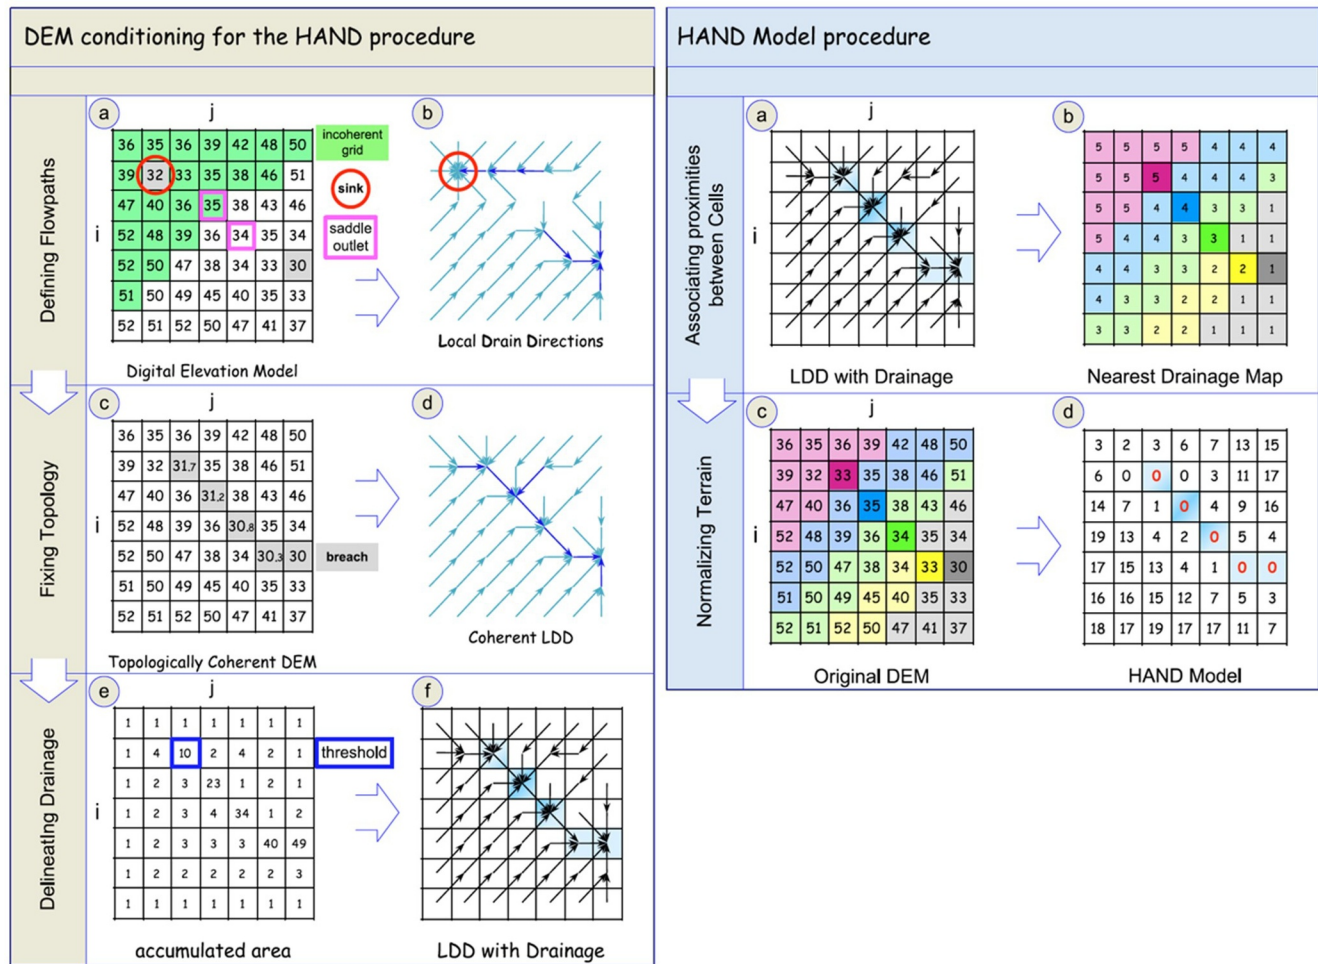 DEM conditioning for the HAND procedure
Defining Flowpaths
a
j
i
36 35 36 39 42 48 50
39 32 33 35 38 46 51
47 40 36 35 38 43 46
52 48 39 36 34 35 34
52 50 47 38 34 33 30
51 50 49 45 40 35 33
52 51 52 50 47 41 37
Digital Elevation Model
incoherent
grid
sink
saddle
outlet
b
Local Drain Directions
Fixing Topology
c
j
i
36 35 36 39 42 48 50
39 32 31,7 35 38 46 51
47 40 36 31,2 38 43 46
52 48 39 36 30,8 35 34
52 50 47 38 34 30,3 30
51 50 49 45 40 35 33
52 51 52 50 47 41 37
Topologically Coherent DEM
breach
d
Coherent LDD
Delineating Drainage
e
j
i
1 1 1 1 1 1 1
1 4 10 2 4 2 1
1 2 3 23 1 2 1
1 2 3 4 34 1 2
1 2 3 3 3 40 49
1 2 2 2 2 2 3
1 1 1 1 1 1 1
accumulated area
threshold
f
LDD with Drainage
HAND Model procedure
Associating proximities
between Cells
a
j
i
LDD with Drainage
b
5 5 5 5 4 4 4
5 5 5 4 4 4 3
5 5 4 4 3 3 1
5 4 4 3 3 1 1
4 4 3 3 2 2 1
4 3 3 2 2 1 1
3 3 2 2 1 1 1
Nearest Drainage Map
Normalizing Terrain
c
j
i
36 35 36 39 42 48 50
39 32 33 35 38 46 51
47 40 36 35 38 43 46
52 48 39 36 34 35 34
52 50 47 38 34 33 30
51 50 49 45 40 35 33
52 51 52 50 47 41 37
Original DEM
d
3 2 3 6 7 13 15
6 0 0 0 3 11 17
14 7 1 0 4 9 16
19 13 4 2 0 5 4
17 15 13 4 1 0 0
16 16 15 12 7 5 3
18 17 19 17 17 11 7
HAND Model